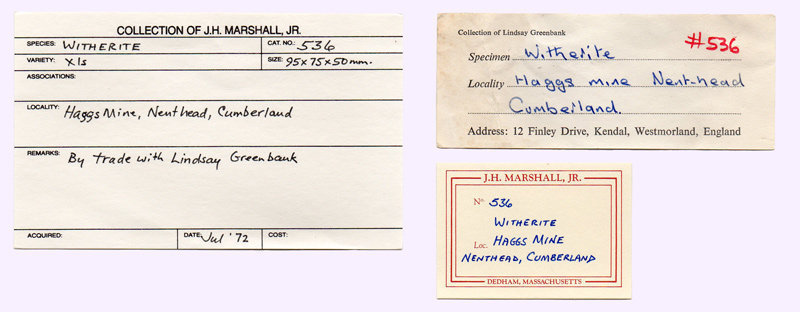 COLLECTION OF J.H. MARSHALL, JR.
SPECIES: WITHERITE CAT. NO.: 536
VARIETY: xls SIZE: 95x75x50mm.
ASSOCIATIONS:
LOCALITY: Haggs Mine, Nenthead, Cumberland
REMARKS: By trade with Lindsay Greenbank
ACQUIRED: DATE: Jul '72 COST:
Collection of Lindsay Greenbank
#536
Specimen Witherite
Locality Haggs mine Nent-head
Cumberland.
Address: 12 Finley Drive, Kendal, Westmorland, England
J.H. MARSHALL, JR.
No 536
WITHERITE
Loc. HAGGS MINE
NENTHEAD, CUMBERLAND
DEDHAM, MASSACHUSETTS